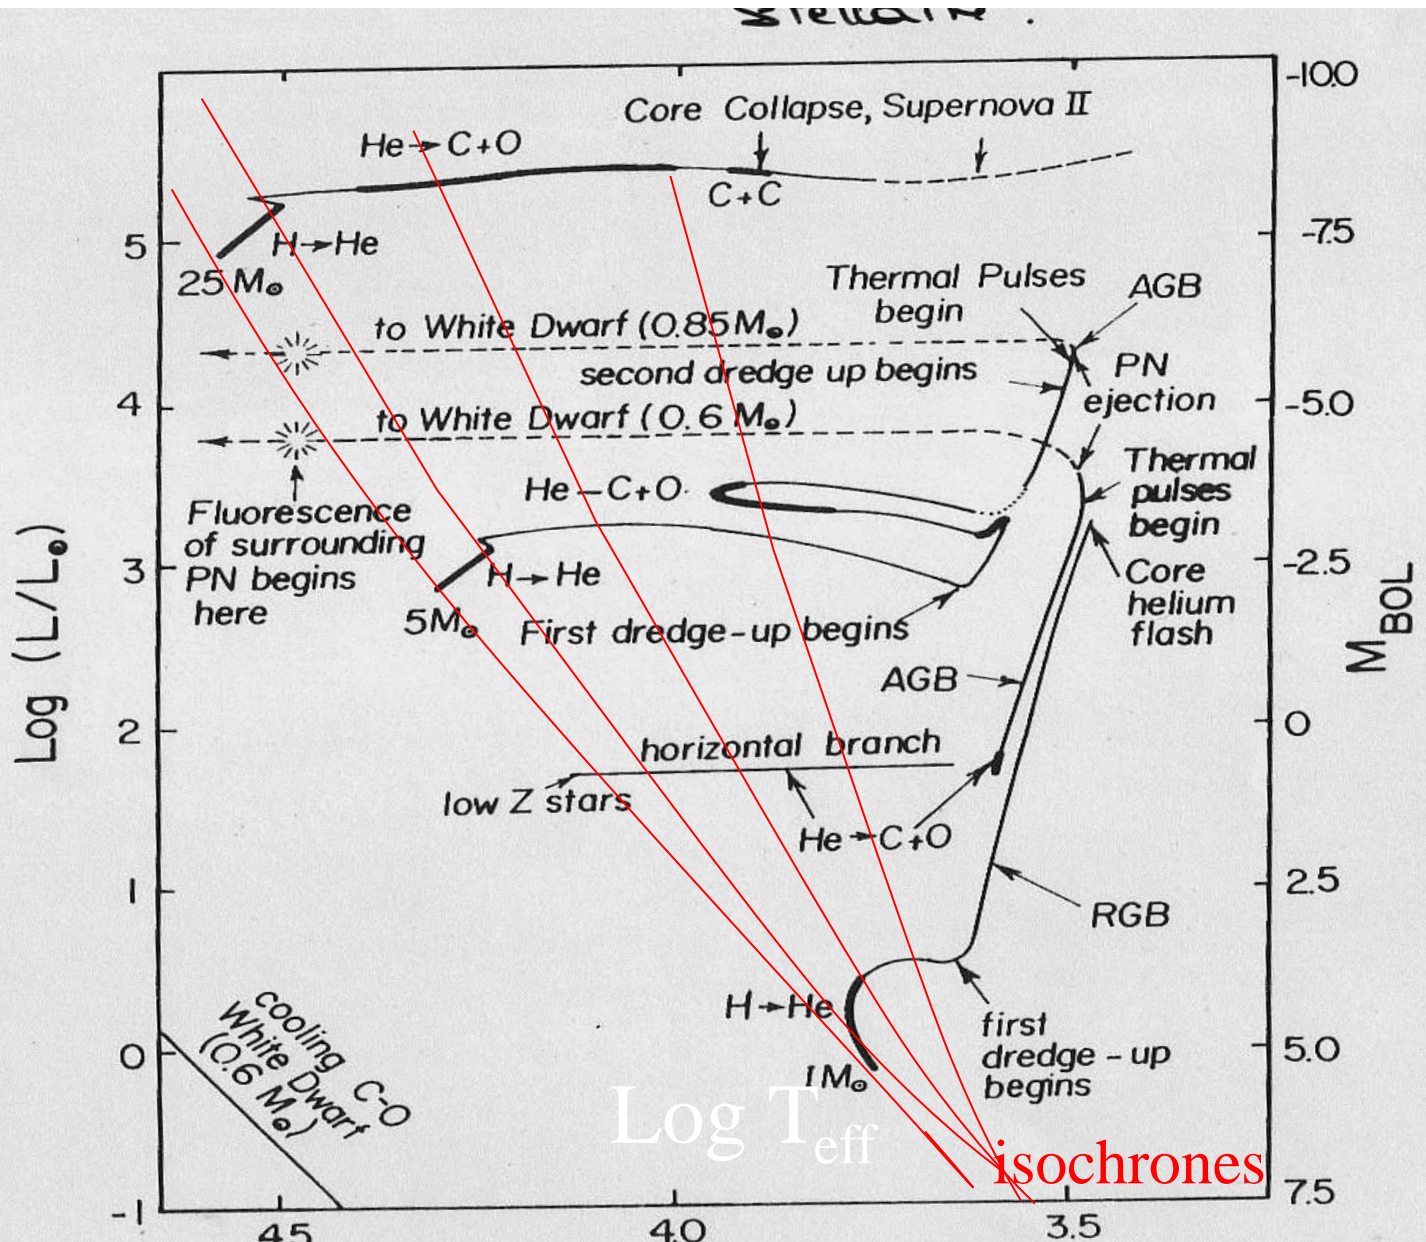 Core Collapse, Supernova II
He→C+O
C+C
H→He
25M⊙
to White Dwarf (0.85M⊙)
Thermal Pulses
begin
AGB
second dredge up begins
PN
ejection
to White Dwarf (0.6M⊙)
He–C+O
Thermal
pulses
begin
Fluorescence
of surrounding
PN begins
here
H→He
5M⊙
First dredge-up begins
Core
helium
flash
AGB
horizontal branch
low Z stars
He→C+O
RGB
H→He
1M⊙
first
dredge-up
begins
cooling C-O
White Dwarf
(0.6 M⊙)
Log Teff
isochrones
Log (L/L⊙)
5
4
3
2
1
0
-1
4.5
4.0
3.5
-10.0
-7.5
-5.0
-2.5
0
2.5
5.0
7.5
MBOL